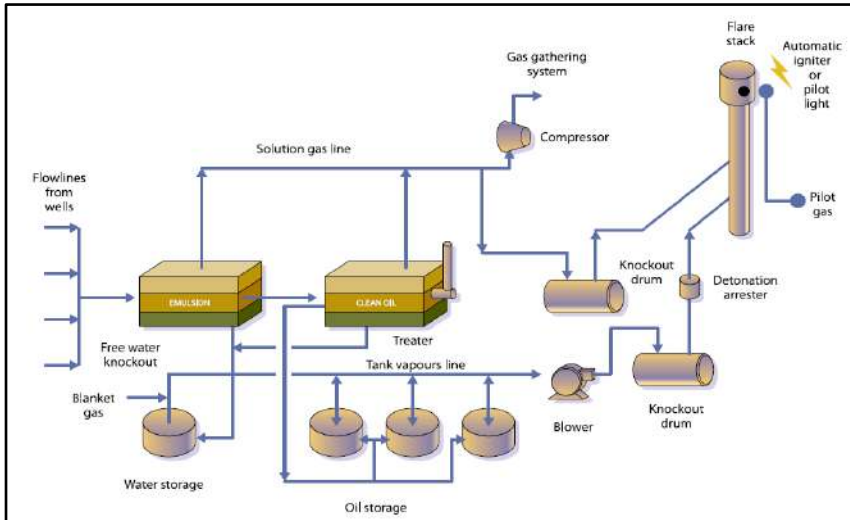 Flare
stack
Automatic
igniter
or
pilot
light
Gas gathering
system
Compressor
Solution gas line
Flowlines
from
wells
Pilot
gas
Knockout
drum
Detonation
arrester
EMULSION
CLEAN OIL
Free water
knockout
Treater
Tank vapours line
Blanket
gas
Blower
Knockout
drum
Water storage
Oil storage